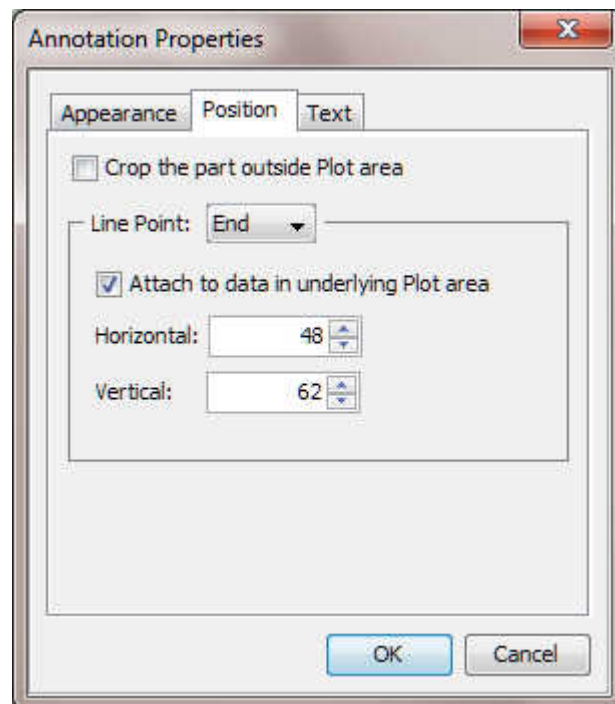 Annotation Properties
Appearance Position Text
Crop the part outside Plot area
Line Point: End
Attach to data in underlying Plot area
Horizontal: 48
Vertical: 62
OK Cancel